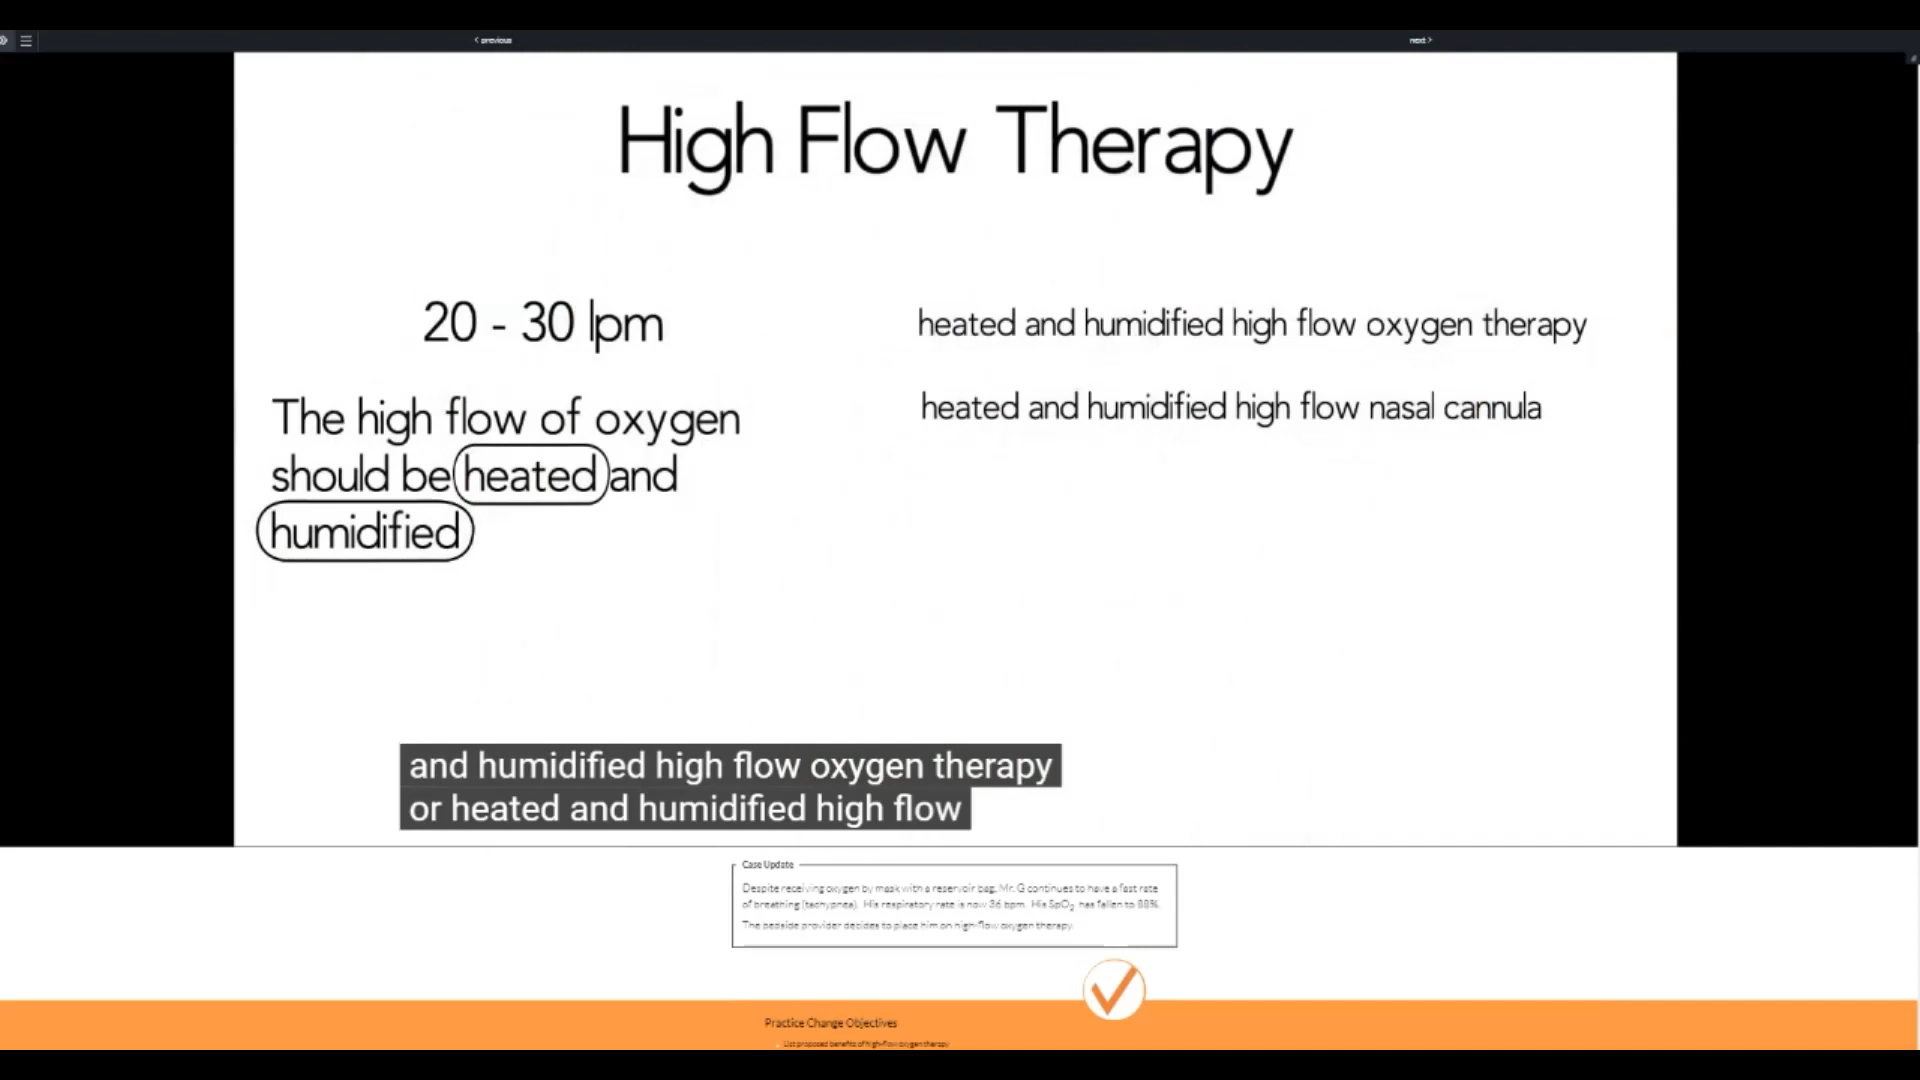 < previous
next >
High Flow Therapy
20 - 30 lpm
The high flow of oxygen
should be heated and
humidified
heated and humidified high flow oxygen therapy
heated and humidified high flow nasal cannula
and humidified high flow oxygen therapy
or heated and humidified high flow
Case Update
Despite receiving oxygen by mask with a reservoir bag, Mr. G continues to have a fast rate
of breathing (tachypnea). His respiratory rate is now 36 bpm. His SpO₂ has fallen to 88%.
The bedside provider decides to place him on high-flow oxygen therapy.
Practice Change Objectives
List proposed benefits of high-flow oxygen therapy